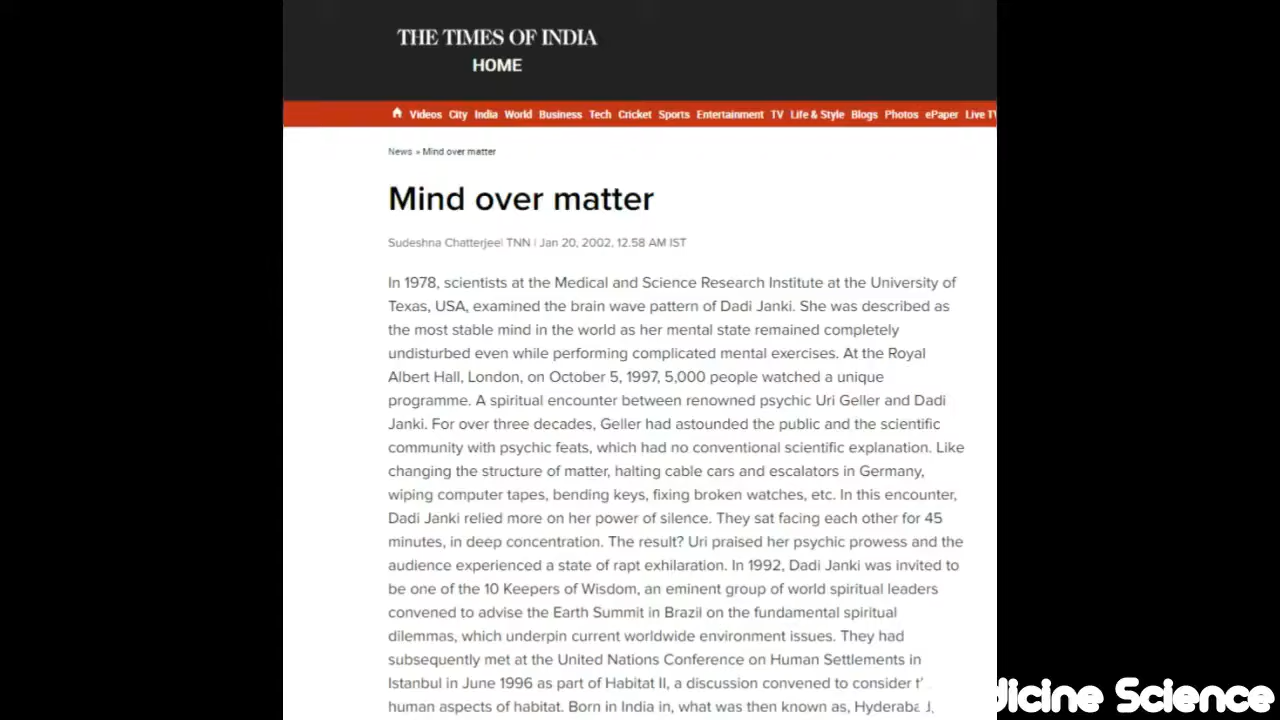 THE TIMES OF INDIA
HOME
Videos City India World Business Tech Cricket Sports Entertainment TV Life & Style Blogs Photos ePaper Live TV
News » Mind over matter
Mind over matter
Sudeshna Chatterjee| TNN | Jan 20, 2002, 12.58 AM IST
In 1978, scientists at the Medical and Science Research Institute at the University of
Texas, USA, examined the brain wave pattern of Dadi Janki. She was described as
the most stable mind in the world as her mental state remained completely
undisturbed even while performing complicated mental exercises. At the Royal
Albert Hall, London, on October 5, 1997, 5,000 people watched a unique
programme. A spiritual encounter between renowned psychic Uri Geller and Dadi
Janki. For over three decades, Geller had astounded the public and the scientific
community with psychic feats, which had no conventional scientific explanation. Like
changing the structure of matter, halting cable cars and escalators in Germany,
wiping computer tapes, bending keys, fixing broken watches, etc. In this encounter,
Dadi Janki relied more on her power of silence. They sat facing each other for 45
minutes, in deep concentration. The result? Uri praised her psychic prowess and the
audience experienced a state of rapt exhilaration. In 1992, Dadi Janki was invited to
be one of the 10 Keepers of Wisdom, an eminent group of world spiritual leaders
convened to advise the Earth Summit in Brazil on the fundamental spiritual
dilemmas, which underpin current worldwide environment issues. They had
subsequently met at the United Nations Conference on Human Settlements in
Istanbul in June 1996 as part of Habitat II, a discussion convened to consider
human aspects of habitat. Born in India in, what was then known as,
dicine Science